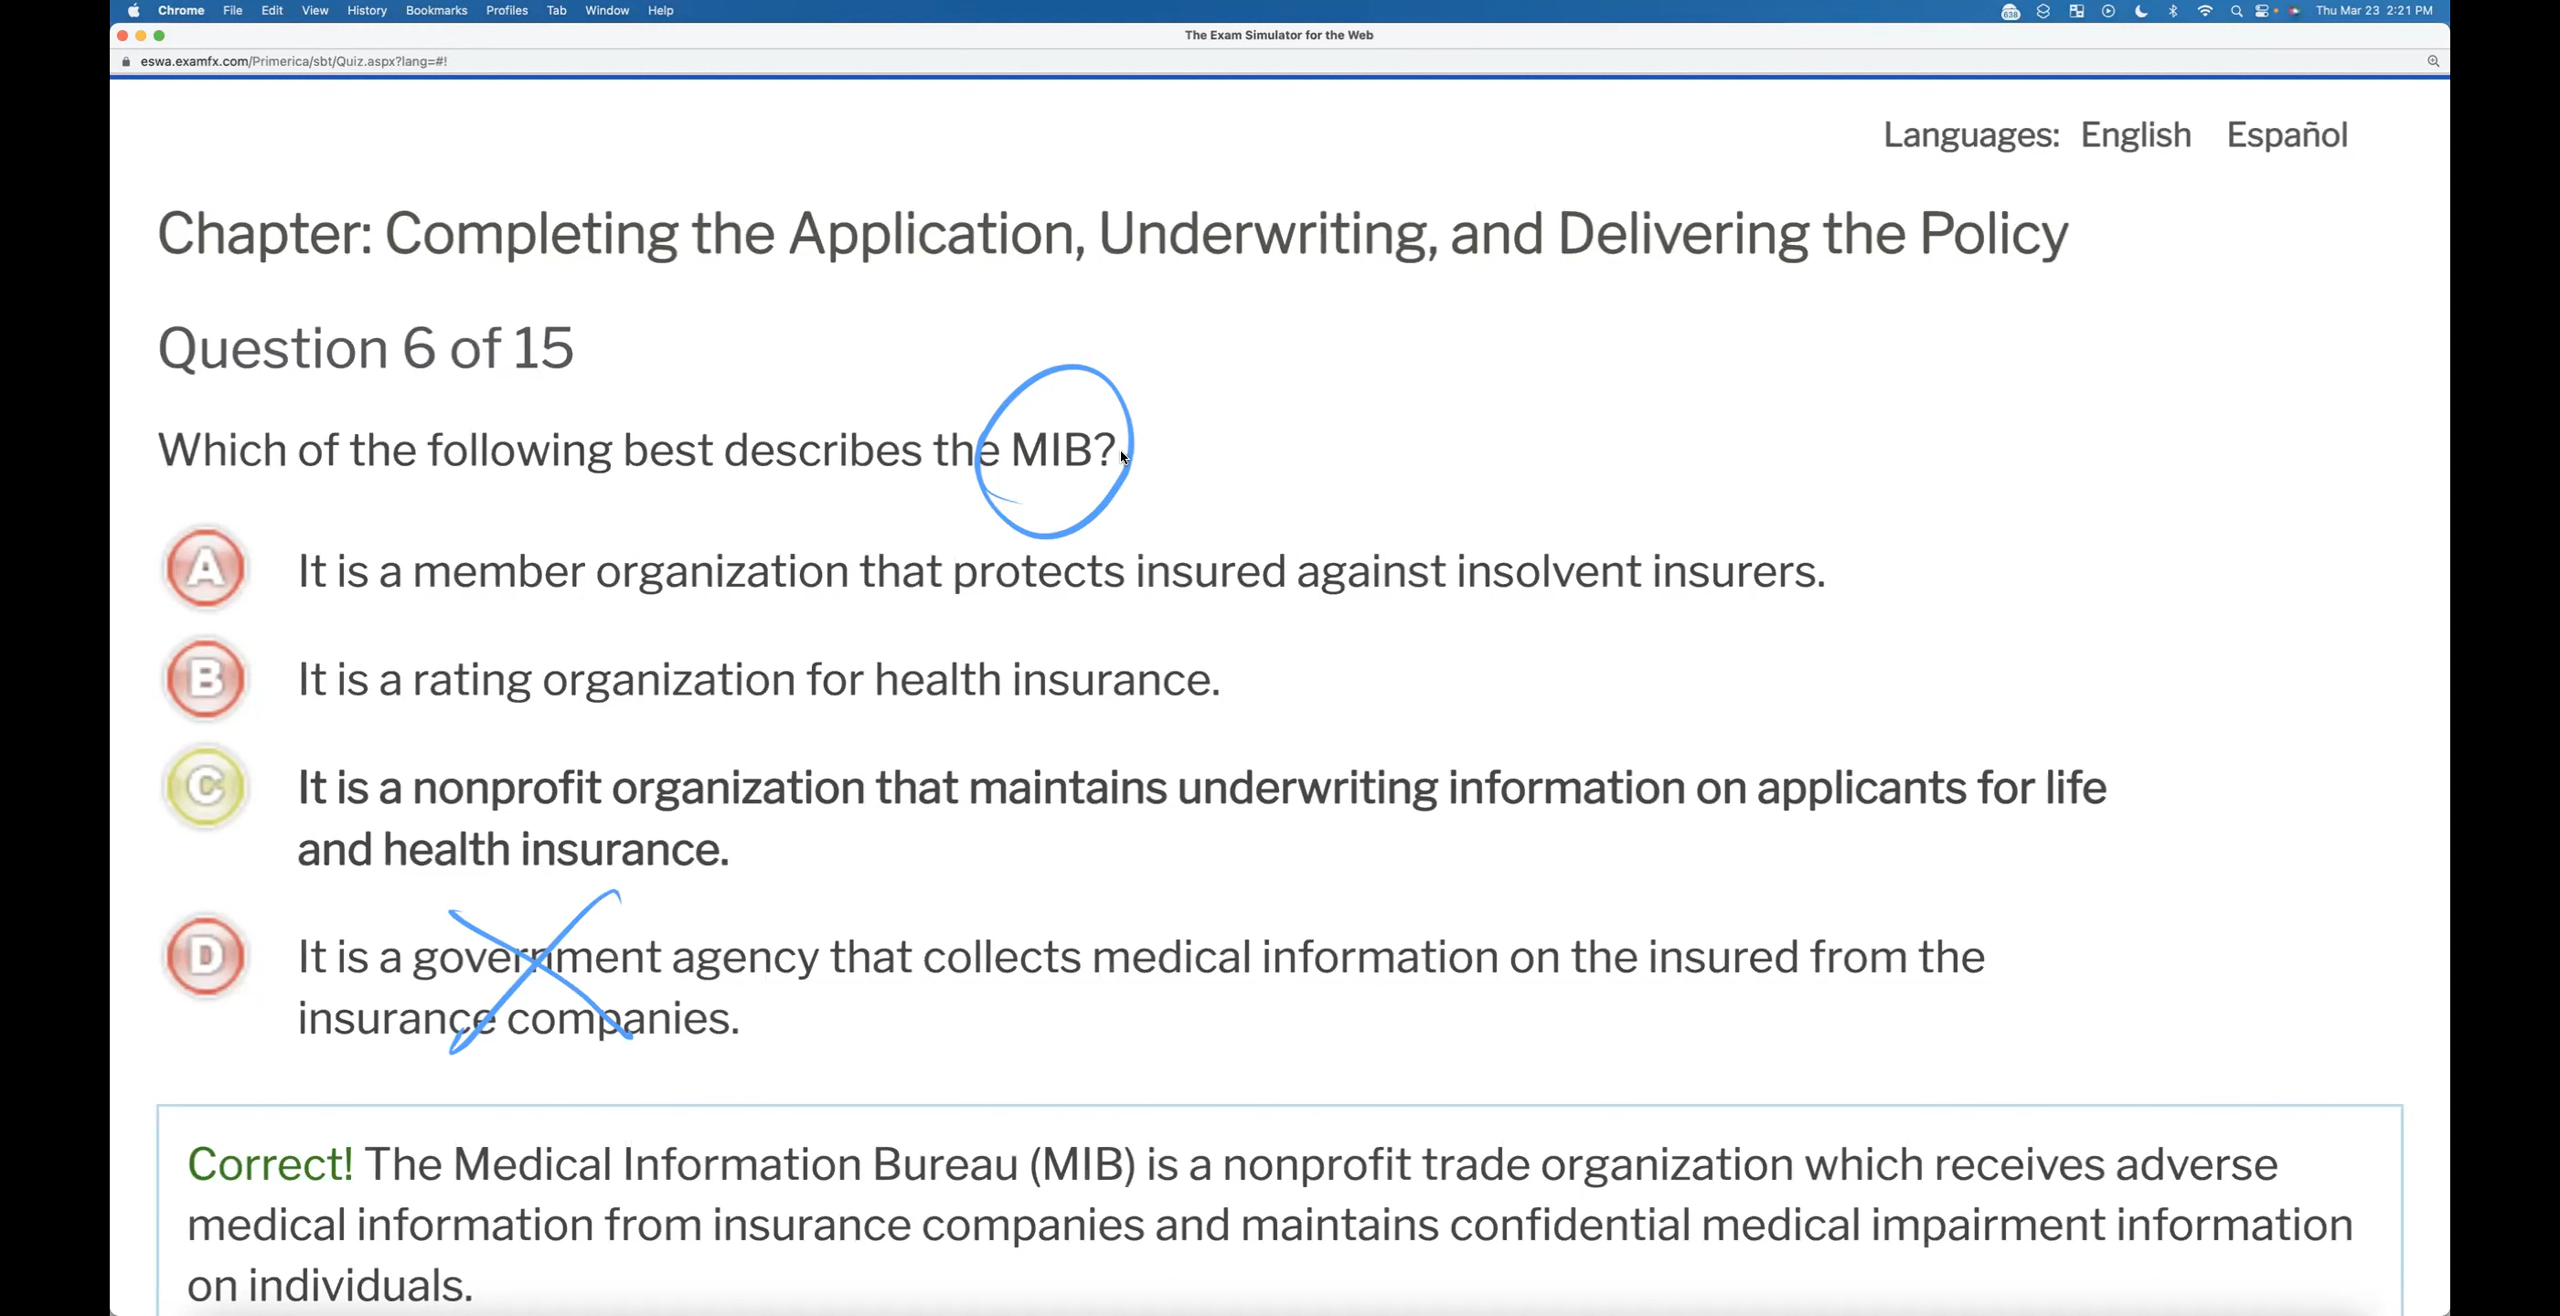 Chrome File Edit View History Bookmarks Profiles Tab Window Help
638
Thu Mar 23 2:21 PM
The Exam Simulator for the Web
eswa.examfx.com/Primerica/sbt/Quiz.aspx?lang=#!
Languages: English Español
Chapter: Completing the Application, Underwriting, and Delivering the Policy
Question 6 of 15
Which of the following best describes the MIB?
A It is a member organization that protects insured against insolvent insurers.
B It is a rating organization for health insurance.
C It is a nonprofit organization that maintains underwriting information on applicants for life
and health insurance.
D It is a government agency that collects medical information on the insured from the
insurance companies.
Correct! The Medical Information Bureau (MIB) is a nonprofit trade organization which receives adverse
medical information from insurance companies and maintains confidential medical impairment information
on individuals.